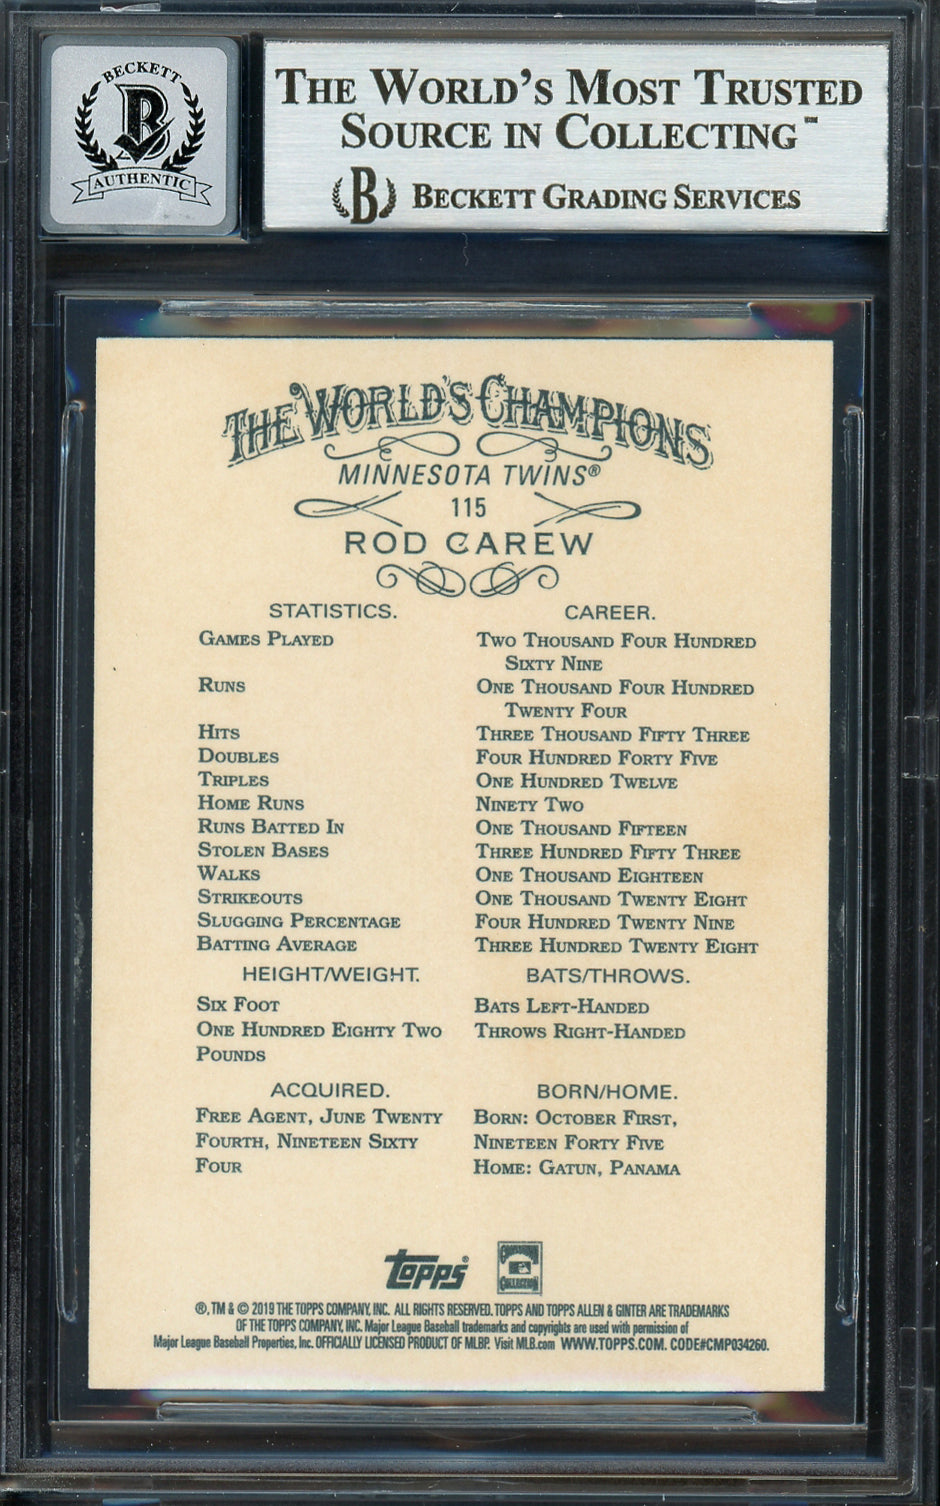 BECKETT
B
AUTHENTIC
THE WORLD'S MOST TRUSTED
SOURCE IN COLLECTING℠
B BECKETT GRADING SERVICES
THE WORLD'S CHAMPIONS
MINNESOTA TWINS®
115
ROD CAREW
STATISTICS. CAREER.
GAMES PLAYED TWO THOUSAND FOUR HUNDRED
SIXTY NINE
RUNS ONE THOUSAND FOUR HUNDRED
TWENTY FOUR
HITS THREE THOUSAND FIFTY THREE
DOUBLES FOUR HUNDRED FORTY FIVE
TRIPLES ONE HUNDRED TWELVE
HOME RUNS NINETY TWO
RUNS BATTED IN ONE THOUSAND FIFTEEN
STOLEN BASES THREE HUNDRED FIFTY THREE
WALKS ONE THOUSAND EIGHTEEN
STRIKEOUTS ONE THOUSAND TWENTY EIGHT
SLUGGING PERCENTAGE FOUR HUNDRED TWENTY NINE
BATTING AVERAGE THREE HUNDRED TWENTY EIGHT
HEIGHT/WEIGHT. BATS/THROWS.
SIX FOOT BATS LEFT-HANDED
ONE HUNDRED EIGHTY TWO THROWS RIGHT-HANDED
POUNDS
ACQUIRED. BORN/HOME.
FREE AGENT, JUNE TWENTY BORN: OCTOBER FIRST,
FOURTH, NINETEEN SIXTY NINETEEN FORTY FIVE
FOUR HOME: GATUN, PANAMA
topps® COOPERSTOWN COLLECTION
®, TM & © 2019 THE TOPPS COMPANY, INC. ALL RIGHTS RESERVED. TOPPS AND TOPPS ALLEN & GINTER ARE TRADEMARKS
OF THE TOPPS COMPANY, INC. Major League Baseball trademarks and copyrights are used with permission of
Major League Baseball Properties, Inc. OFFICIALLY LICENSED PRODUCT OF MLBP. Visit MLB.com WWW.TOPPS.COM. CODE#CMP034260.